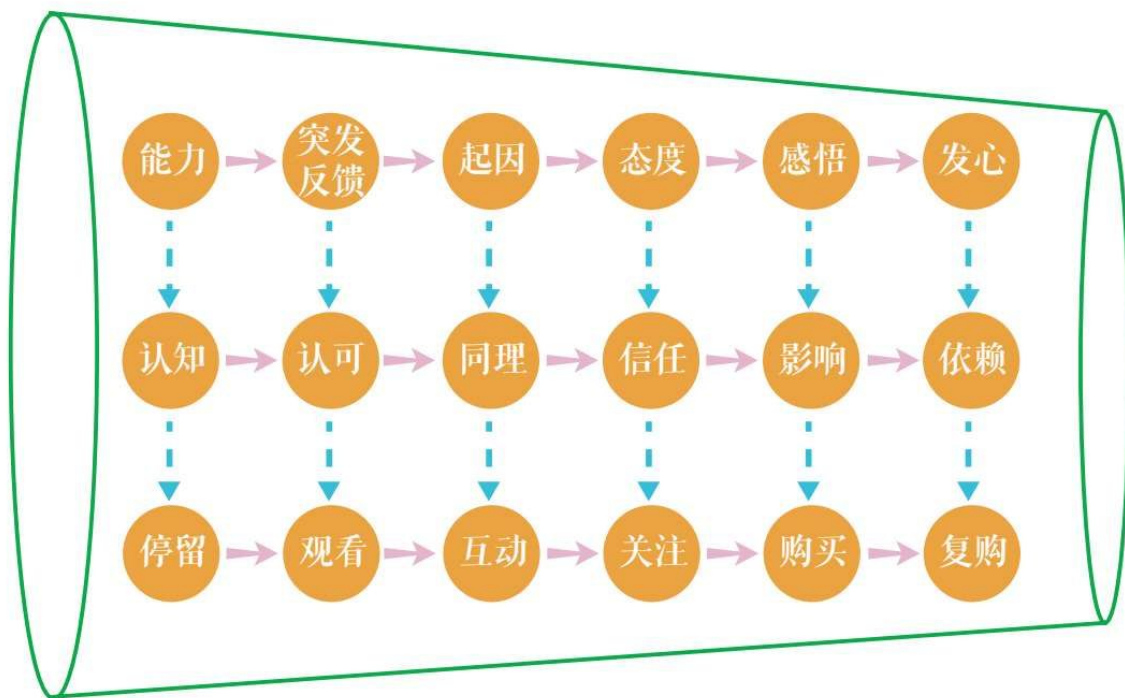 能力
突发
反馈
起因
态度
感悟
发心
认知
认可
同理
信任
影响
依赖
停留
观看
互动
关注
购买
复购